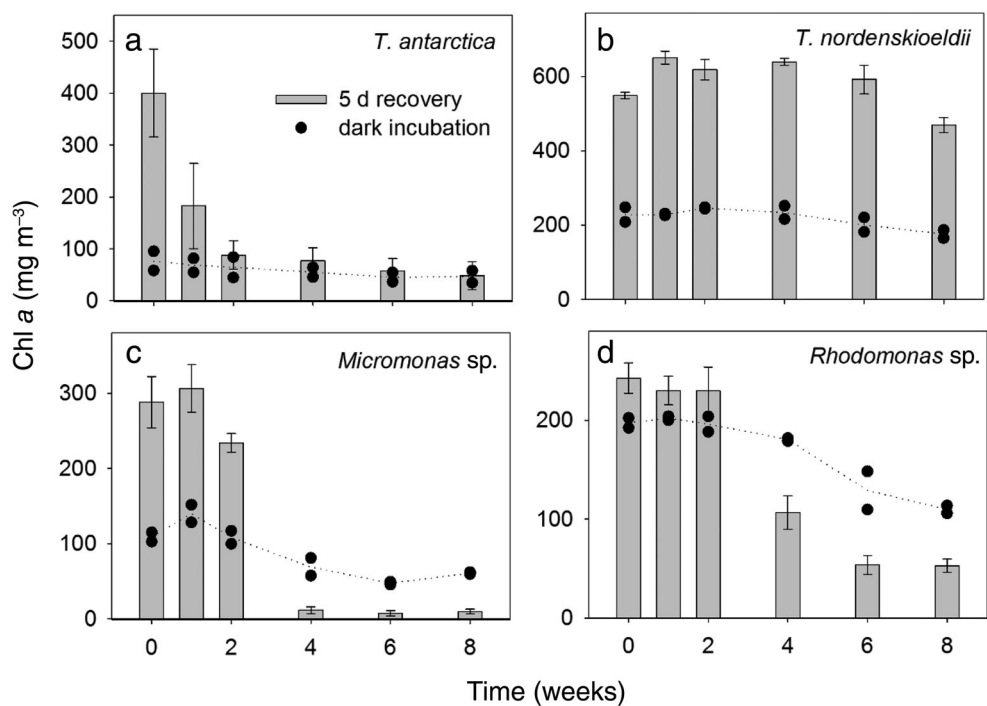 a
T. antarctica
500
400
300
200
100
0
5 d recovery
dark incubation
b
T. nordenskioeldii
600
400
200
0
Chl a (mg m⁻³)
c
Micromonas sp.
300
200
100
0
0 2 4 6 8
d
Rhodomonas sp.
200
100
0
0 2 4 6 8
Time (weeks)